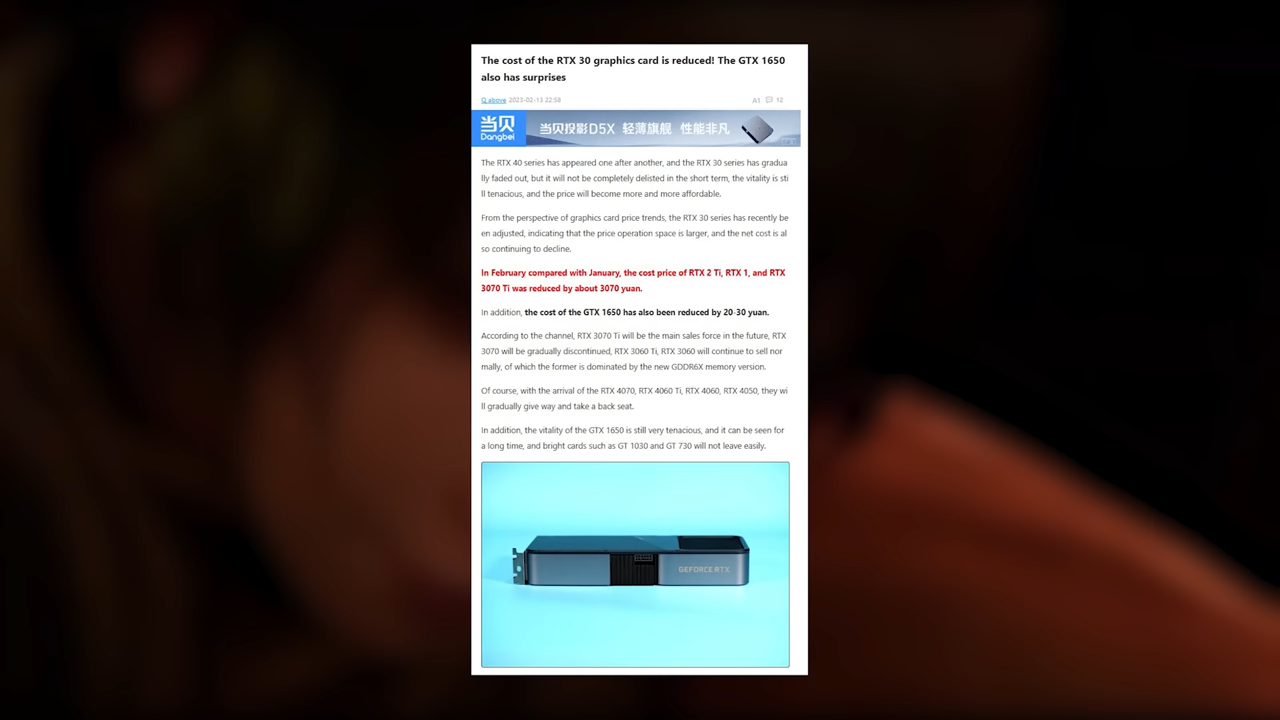 The cost of the RTX 30 graphics card is reduced! The GTX 1650
also has surprises
Q above 2023-02-13 22:58
A1 12
当贝
Dangbei
当贝投影D5X 轻薄旗舰 性能非凡
The RTX 40 series has appeared one after another, and the RTX 30 series has gradua
lly faded out, but it will not be completely delisted in the short term, the vitality is sti
ll tenacious, and the price will become more and more affordable.
From the perspective of graphics card price trends, the RTX 30 series has recently be
en adjusted, indicating that the price operation space is larger, and the net cost is al
so continuing to decline.
In February compared with January, the cost price of RTX 2 Ti, RTX 1, and RTX
3070 Ti was reduced by about 3070 yuan.
In addition, the cost of the GTX 1650 has also been reduced by 20-30 yuan.
According to the channel, RTX 3070 Ti will be the main sales force in the future, RTX
3070 will be gradually discontinued, RTX 3060 Ti, RTX 3060 will continue to sell nor
mally, of which the former is dominated by the new GDDR6X memory version.
Of course, with the arrival of the RTX 4070, RTX 4060 Ti, RTX 4060, RTX 4050, they wi
ll gradually give way and take a back seat.
In addition, the vitality of the GTX 1650 is still very tenacious, and it can be seen for
a long time, and bright cards such as GT 1030 and GT 730 will not leave easily.
GEFORCE RTX